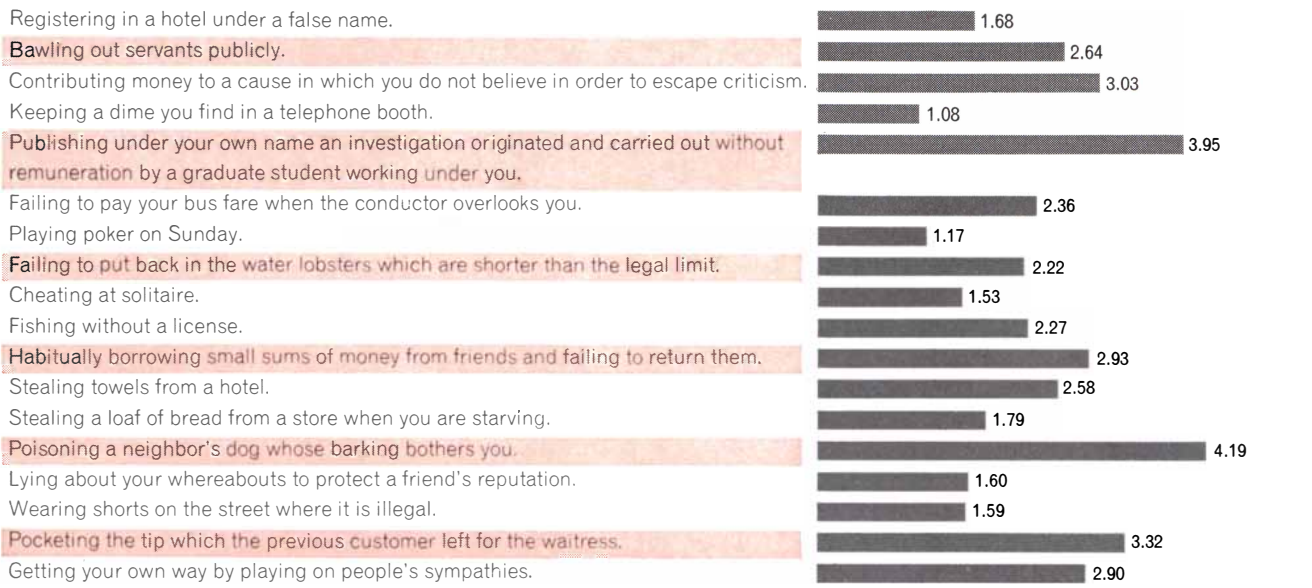 Registering in a hotel under a false name. 1.68
Bawling out servants publicly. 2.64
Contributing money to a cause in which you do not believe in order to escape criticism. 3.03
Keeping a dime you find in a telephone booth. 1.08
Publishing under your own name an investigation originated and carried out without 3.95
remuneration by a graduate student working under you.
Failing to pay your bus fare when the conductor overlooks you. 2.36
Playing poker on Sunday. 1.17
Failing to put back in the water lobsters which are shorter than the legal limit. 2.22
Cheating at solitaire. 1.53
Fishing without a license. 2.27
Habitually borrowing small sums of money from friends and failing to return them. 2.93
Stealing towels from a hotel. 2.58
Stealing a loaf of bread from a store when you are starving. 1.79
Poisoning a neighbor's dog whose barking bothers you. 4.19
Lying about your whereabouts to protect a friend's reputation. 1.60
Wearing shorts on the street where it is illegal. 1.59
Pocketing the tip which the previous customer left for the waitress. 3.32
Getting your own way by playing on people's sympathies. 2.90